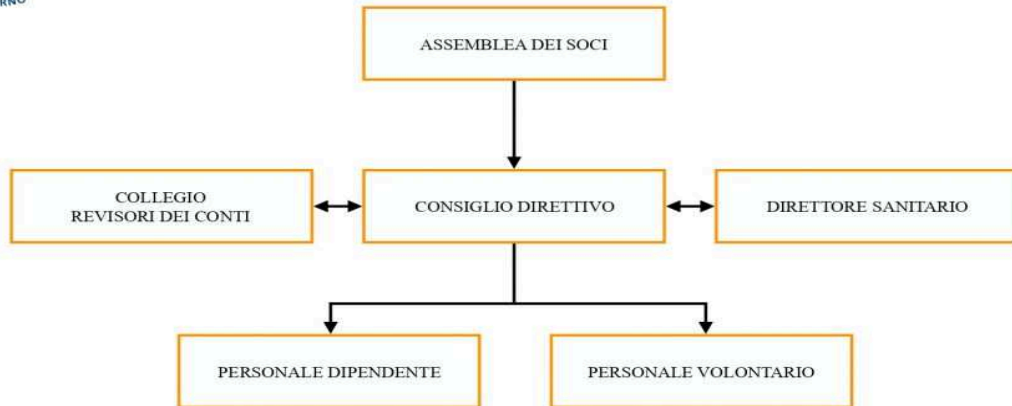 ASSEMBLEA DEI SOCI
COLLEGIO
REVISORI DEI CONTI
CONSIGLIO DIRETTIVO
DIRETTORE SANITARIO
PERSONALE DIPENDENTE
PERSONALE VOLONTARIO